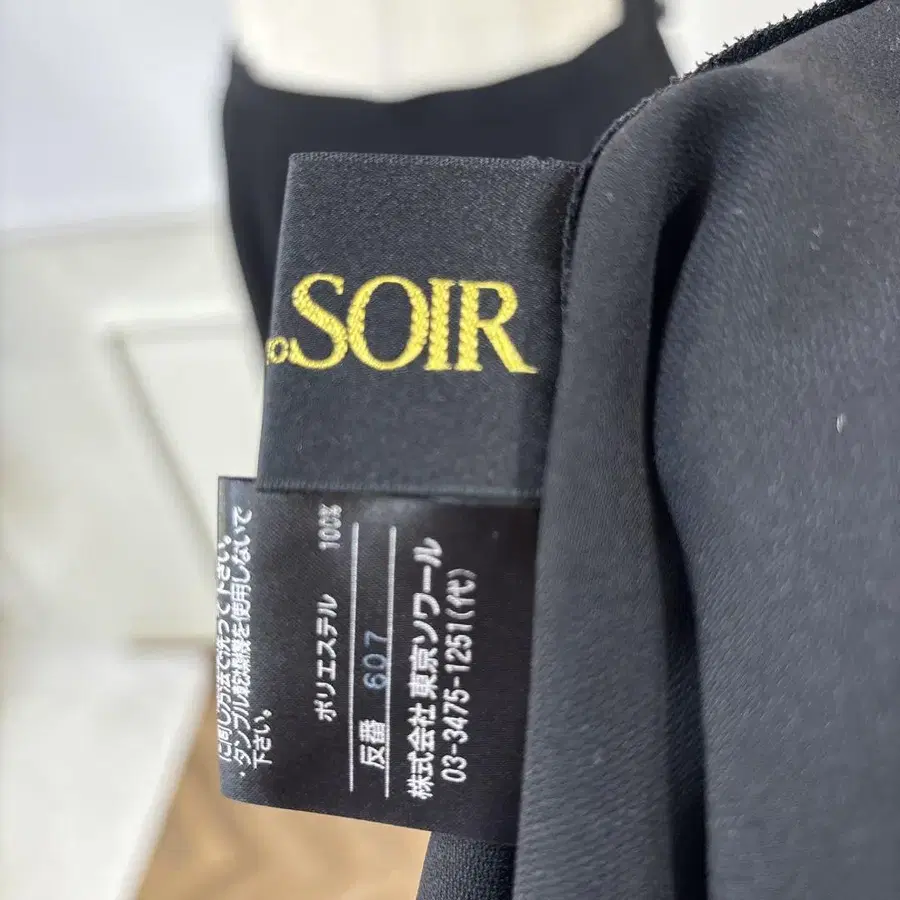 SOIR
に同じ方法で洗って下さい。
・タンブル乾燥機を使用しないで
下さい。
ポリエステル 100%
反番 607
株式会社 東京ソワール
03-3475-1251(代)